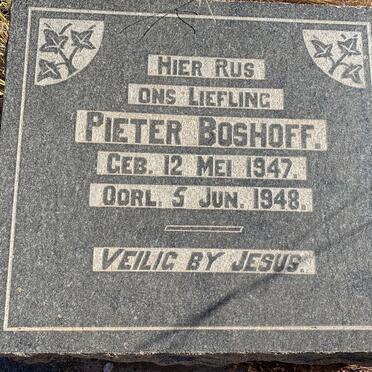 HIER RUS
ONS LIEFLING
PIETER BOSHOFF.
GEB. 12 MEI 1947.
OORL. 5 JUN. 1948.
VEILIG BY JESUS.